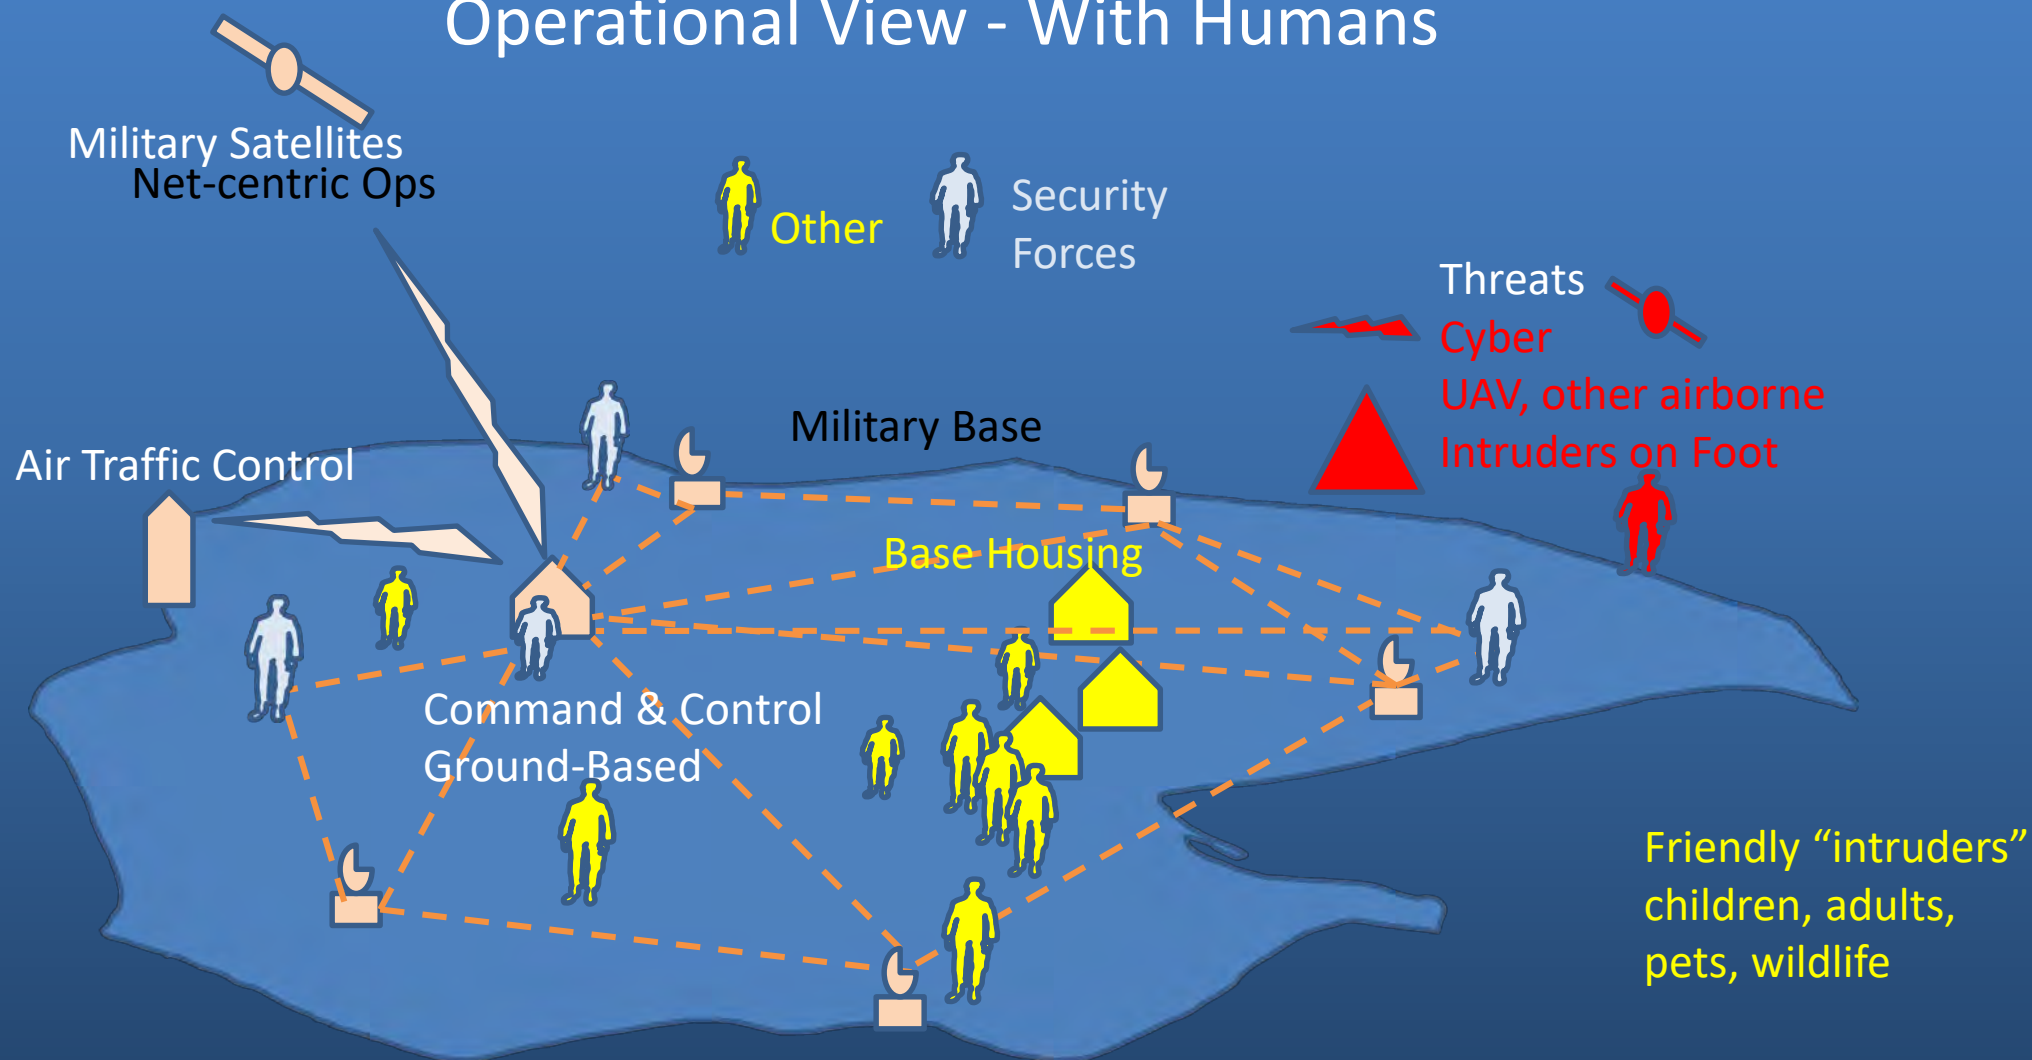 Operational View - With Humans
Military Satellites
Net-centric Ops
Other
Security
Forces
Threats
Cyber
UAV, other airborne
Intruders on Foot
Military Base
Air Traffic Control
Base Housing
Command & Control
Ground-Based
Friendly “intruders”
children, adults,
pets, wildlife